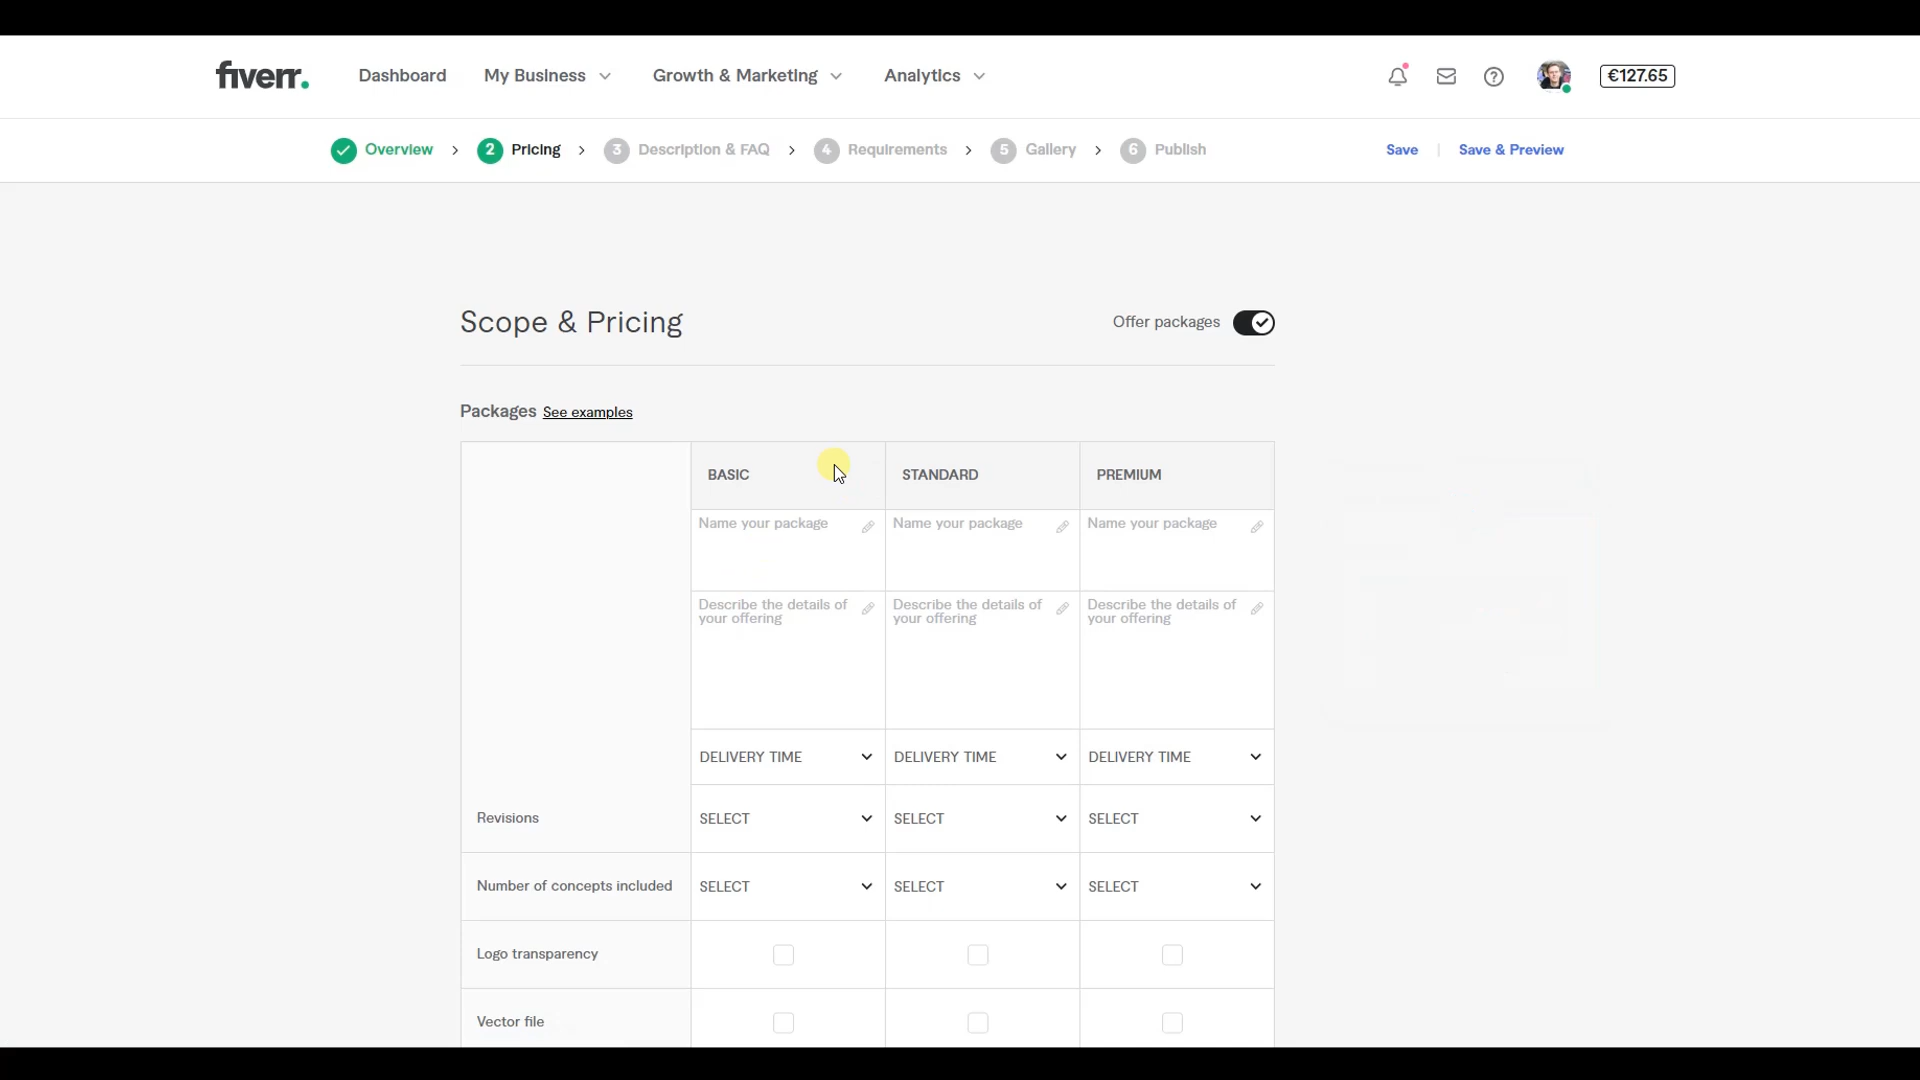 fiverr.
Dashboard My Business Growth & Marketing Analytics €127.65
Overview 2 Pricing 3 Description & FAQ 4 Requirements 5 Gallery 6 Publish Save Save & Preview
Scope & Pricing Offer packages
Packages See examples
BASIC STANDARD PREMIUM
Name your package Name your package Name your package
Describe the details of Describe the details of Describe the details of
your offering your offering your offering
DELIVERY TIME DELIVERY TIME DELIVERY TIME
Revisions SELECT SELECT SELECT
Number of concepts included SELECT SELECT SELECT
Logo transparency
Vector file